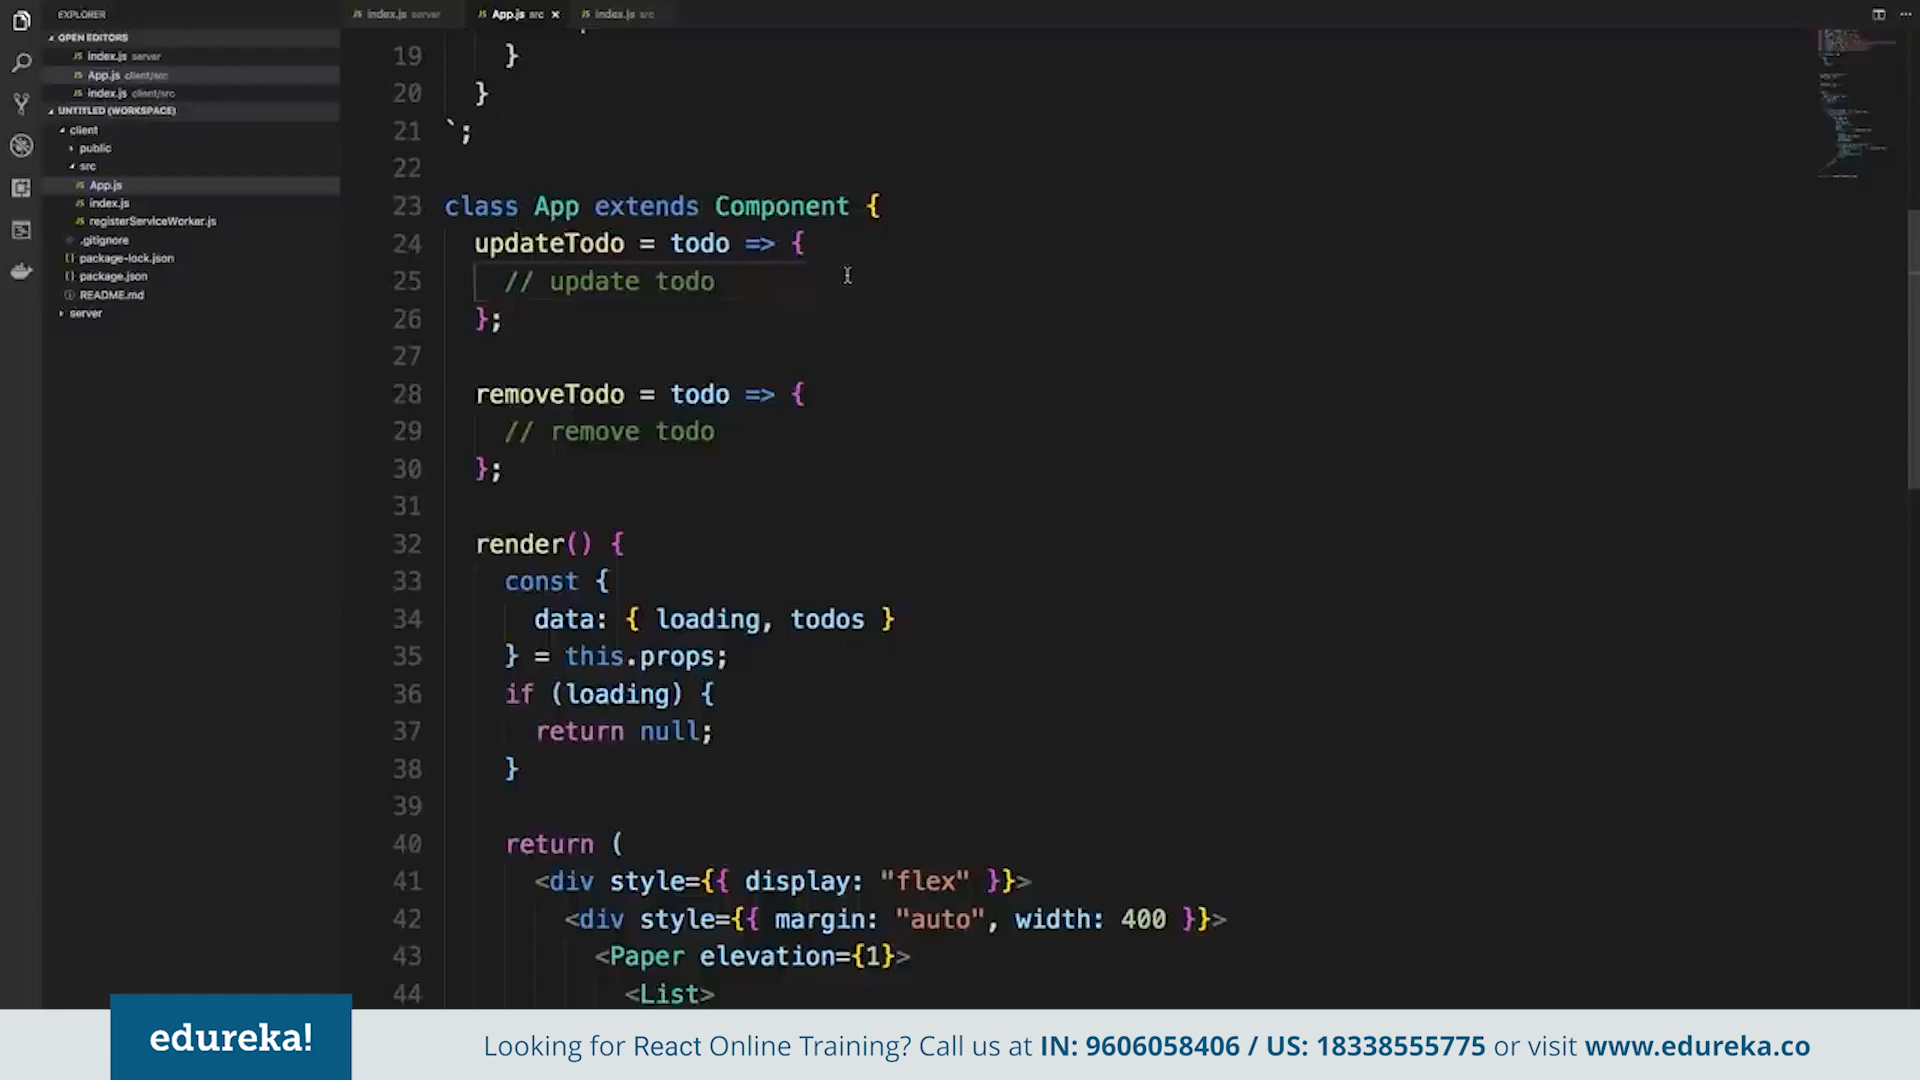 EXPLORER
OPEN EDITORS
index.js server
App.js client/src
index.js client/src
UNTITLED (WORKSPACE)
client
public
src
App.js
index.js
registerServiceWorker.js
.gitignore
package-lock.json
package.json
README.md
server
index.js server
App.js src
index.js src
19 }
20 }
21 `;
22
23 class App extends Component {
24 updateTodo = todo => {
25 // update todo
26 };
27
28 removeTodo = todo => {
29 // remove todo
30 };
31
32 render() {
33 const {
34 data: { loading, todos }
35 } = this.props;
36 if (loading) {
37 return null;
38 }
39
40 return (
41 <div style={{ display: "flex" }}>
42 <div style={{ margin: "auto", width: 400 }}>
43 <Paper elevation={1}>
44 <List>
edureka!
Looking for React Online Training? Call us at IN: 9606058406 / US: 18338555775 or visit www.edureka.co